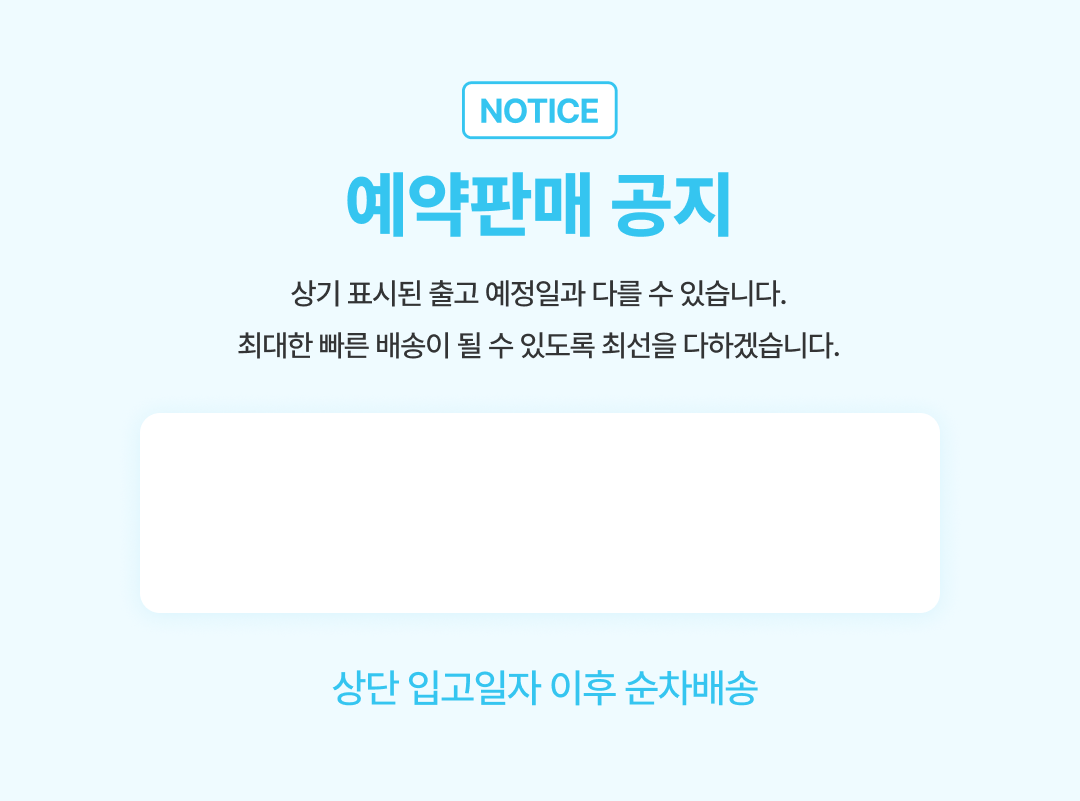 NOTICE
예약판매 공지
상기 표시된 출고 예정일과 다를 수 있습니다.
최대한 빠른 배송이 될 수 있도록 최선을 다하겠습니다.
상단 입고일자 이후 순차배송